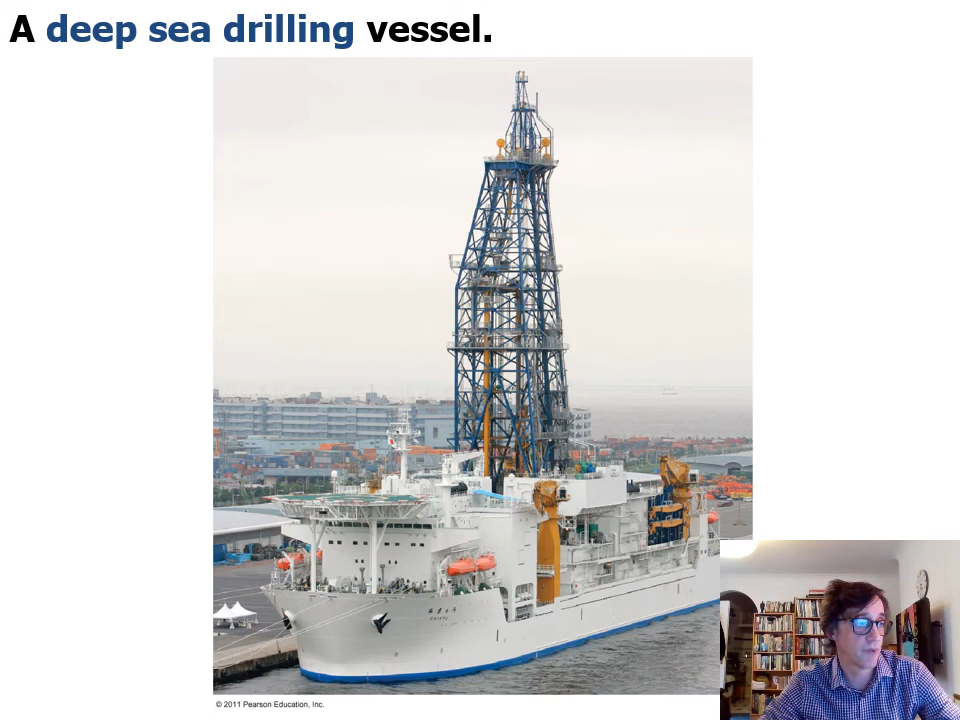 A deep sea drilling vessel.
© 2011 Pearson Education, Inc.